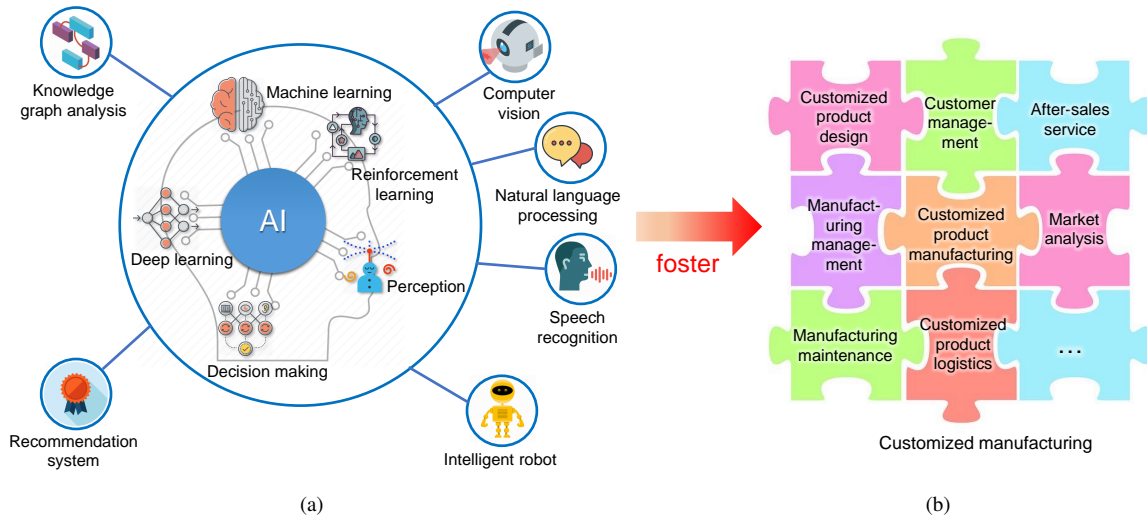 Knowledge
graph analysis
Machine learning
Reinforcement
learning
AI
Deep learning
Perception
Decision making
Recommendation
system
Computer
vision
Natural language
processing
Speech
recognition
Intelligent robot
(a)
foster
Customized
product
design
Customer
manage-
ment
After-sales
service
Manufact-
uring
manage-
ment
Customized
product
manufacturing
Market
analysis
Manufacturing
maintenance
Customized
product
logistics
...
Customized manufacturing
(b)